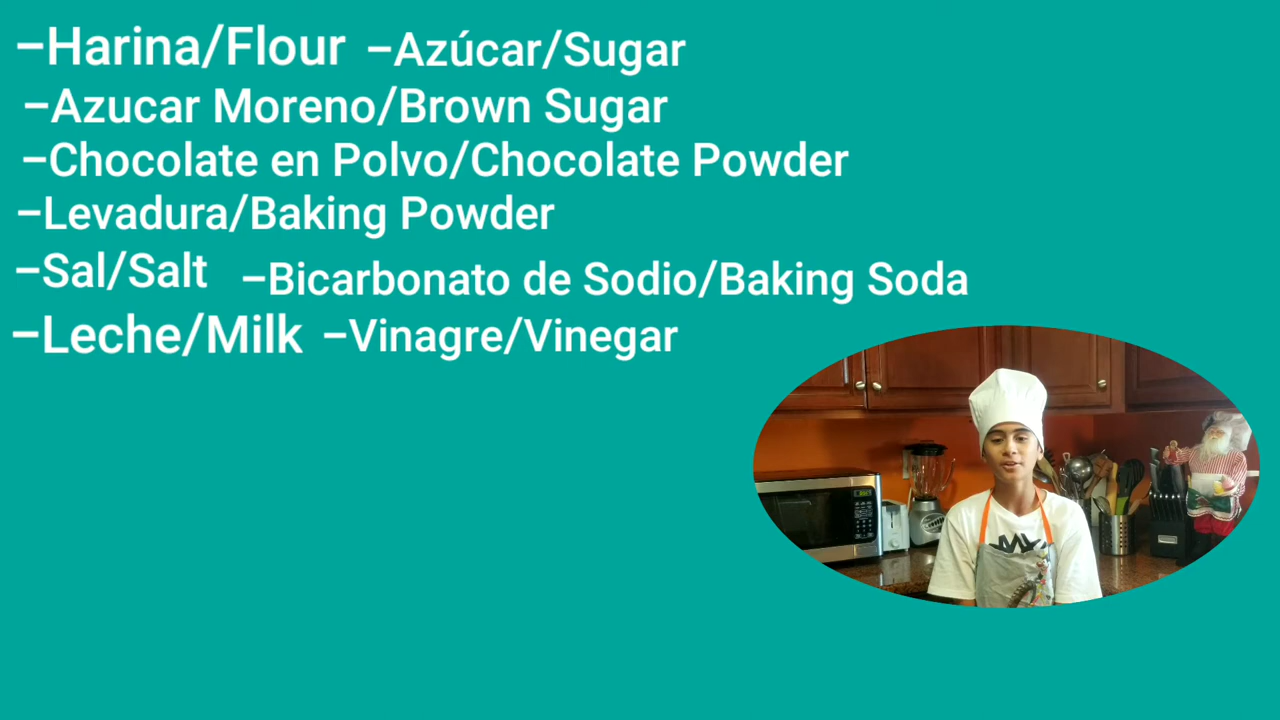 –Harina/Flour –Azúcar/Sugar
–Azucar Moreno/Brown Sugar
–Chocolate en Polvo/Chocolate Powder
–Levadura/Baking Powder
–Sal/Salt –Bicarbonato de Sodio/Baking Soda
–Leche/Milk –Vinagre/Vinegar